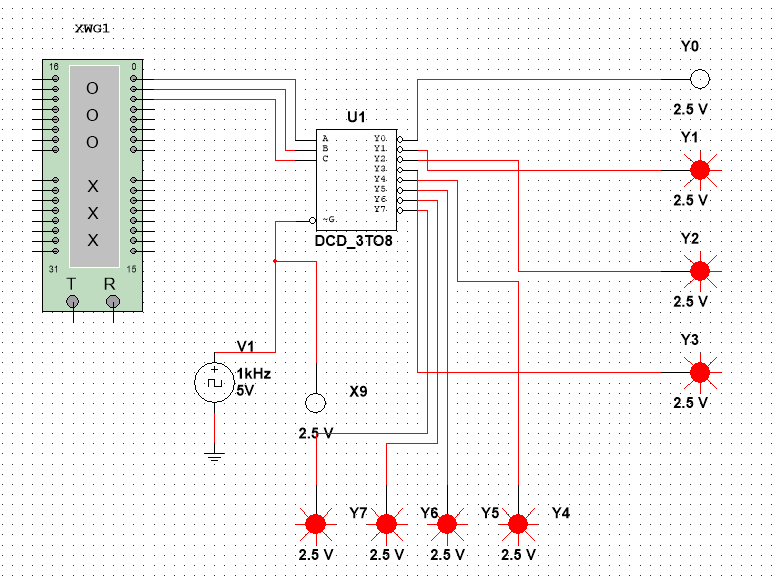 XWG1
16 0
O
O
O
X
X
X
31 15
T R
U1
A
B
C
~G
Y0
Y1
Y2
Y3
Y4
Y5
Y6
Y7
DCD_3TO8
Y0
2.5 V
Y1
2.5 V
Y2
2.5 V
Y3
2.5 V
V1
1kHz
5V
X9
2.5 V
Y7 Y6 Y5 Y4
2.5 V 2.5 V 2.5 V 2.5 V